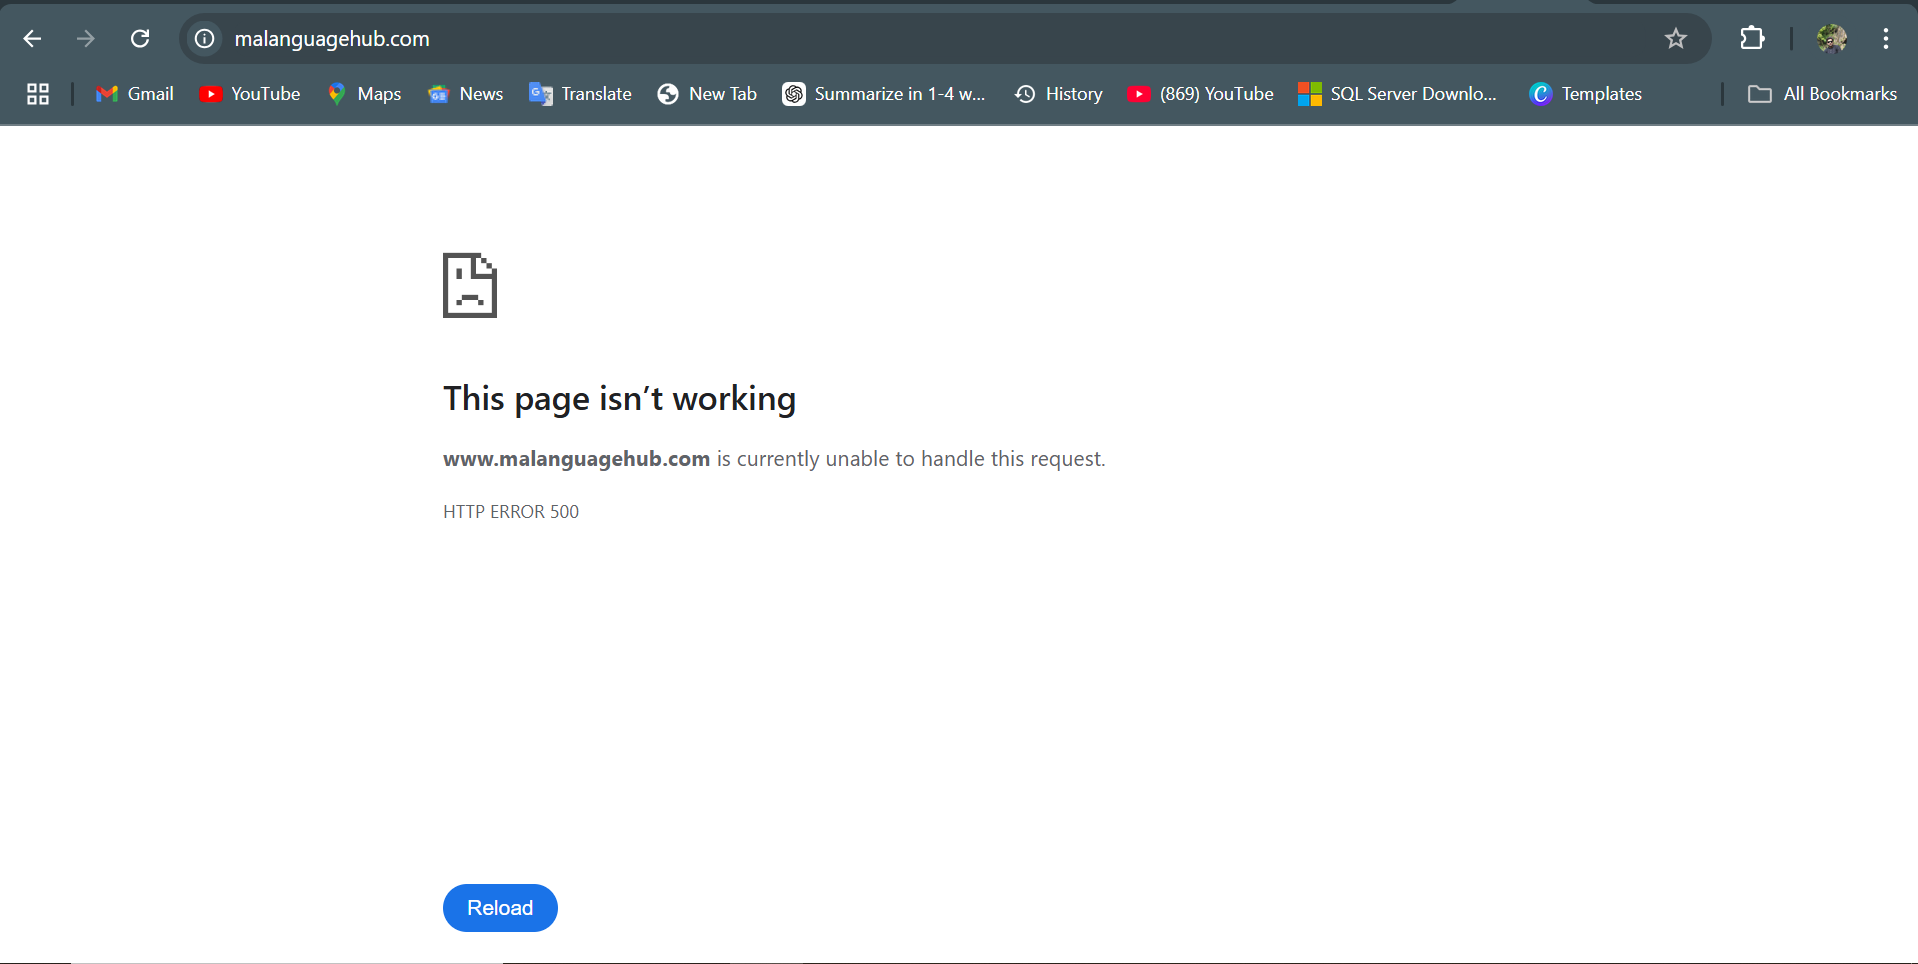 malanguagehub.com
Gmail YouTube Maps News Translate New Tab Summarize in 1-4 w... History (869) YouTube SQL Server Downlo... Templates All Bookmarks
This page isn’t working
www.malanguagehub.com is currently unable to handle this request.
HTTP ERROR 500
Reload